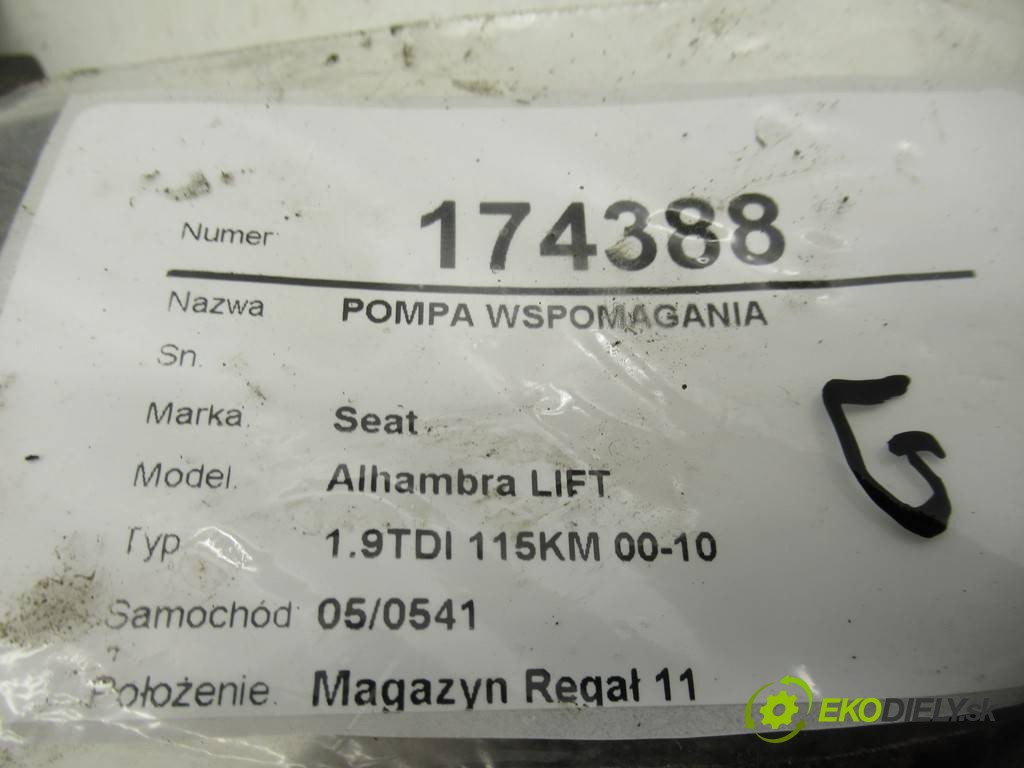 Numer 174388
Nazwa POMPA WSPOMAGANIA
Sn.
Marka. Seat
Model. Alhambra LIFT
Typ 1.9TDI 115KM 00-10
Samochód 05/0541
Położenie. Magazyn Regał 11
G
EKODIELY.sk